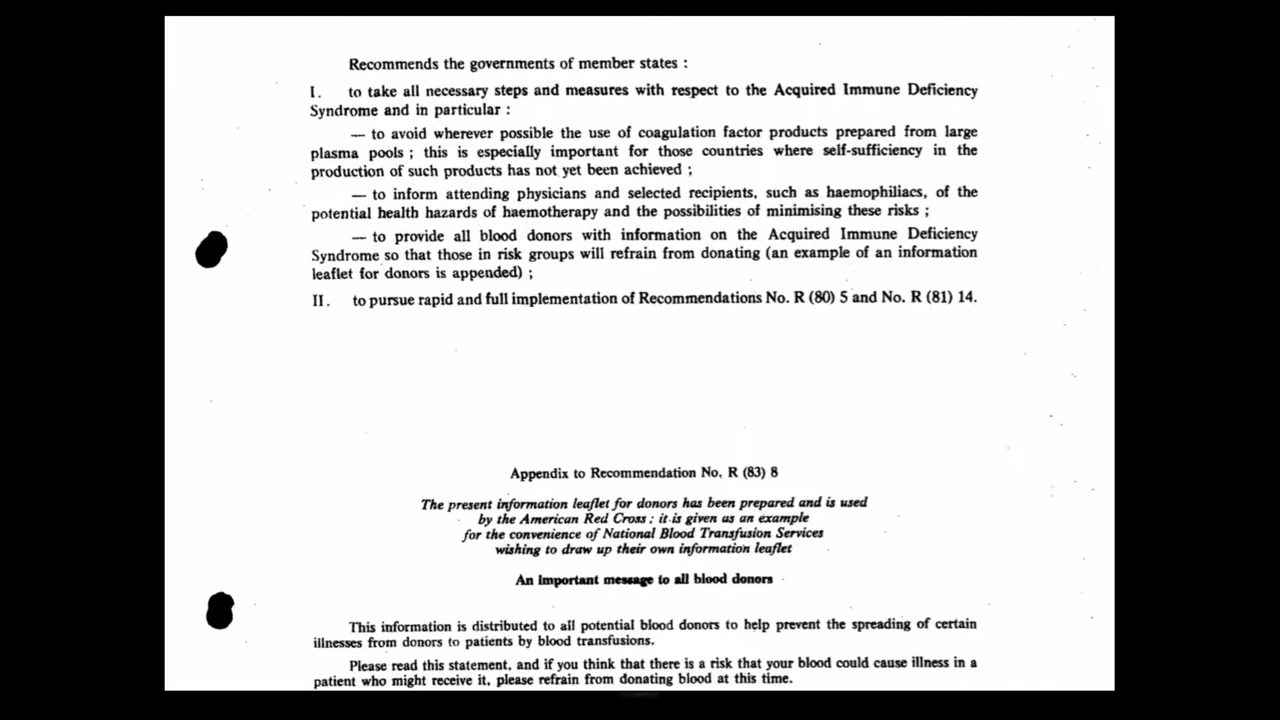 Recommends the governments of member states :
I. to take all necessary steps and measures with respect to the Acquired Immune Deficiency
Syndrome and in particular :
— to avoid wherever possible the use of coagulation factor products prepared from large
plasma pools ; this is especially important for those countries where self-sufficiency in the
production of such products has not yet been achieved ;
— to inform attending physicians and selected recipients, such as haemophiliacs, of the
potential health hazards of haemotherapy and the possibilities of minimising these risks ;
— to provide all blood donors with information on the Acquired Immune Deficiency
Syndrome so that those in risk groups will refrain from donating (an example of an information
leaflet for donors is appended) ;
II. to pursue rapid and full implementation of Recommendations No. R (80) 5 and No. R (81) 14.
Appendix to Recommendation No. R (83) 8
The present information leaflet for donors has been prepared and is used
by the American Red Cross ; it is given as an example
for the convenience of National Blood Transfusion Services
wishing to draw up their own information leaflet
An important message to all blood donors
This information is distributed to all potential blood donors to help prevent the spreading of certain
illnesses from donors to patients by blood transfusions.
Please read this statement, and if you think that there is a risk that your blood could cause illness in a
patient who might receive it, please refrain from donating blood at this time.